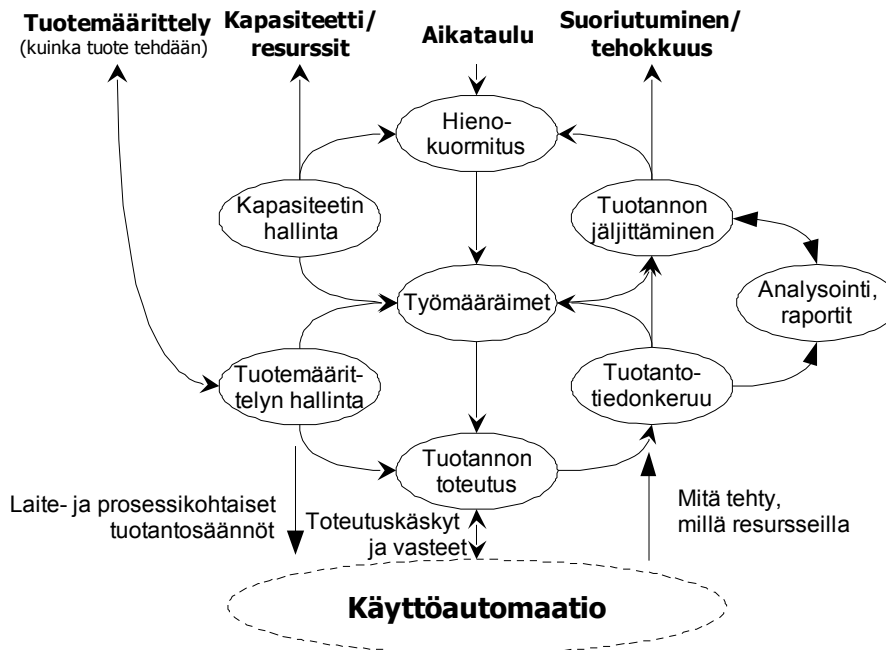 Tuotemäärittely
(kuinka tuote tehdään)
Kapasiteetti/
resurssit
Aikataulu
Suoriutuminen/
tehokkuus
Hieno-
kuormitus
Kapasiteetin
hallinta
Tuotannon
jäljittäminen
Työmääräimet
Analysointi,
raportit
Tuotemäärit-
telyn hallinta
Tuotanto-
tiedonkeruu
Tuotannon
toteutus
Laite- ja prosessikohtaiset
tuotantosäännöt
Toteutuskäskyt
ja vasteet
Mitä tehty,
millä resursseilla
Käyttöautomaatio